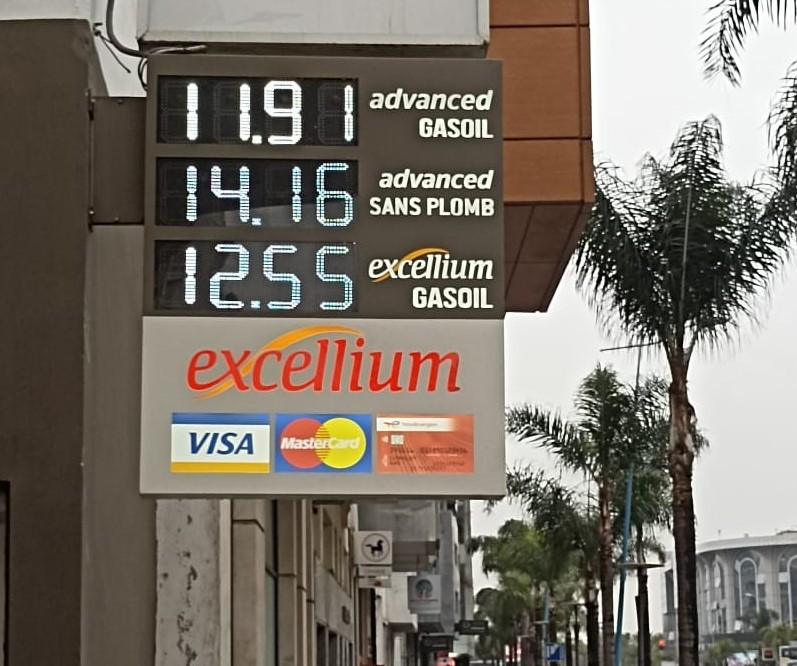 11.91
advanced
GASOIL
14.16
advanced
SANS PLOMB
12.55
excellium
GASOIL
excellium
VISA
MasterCard